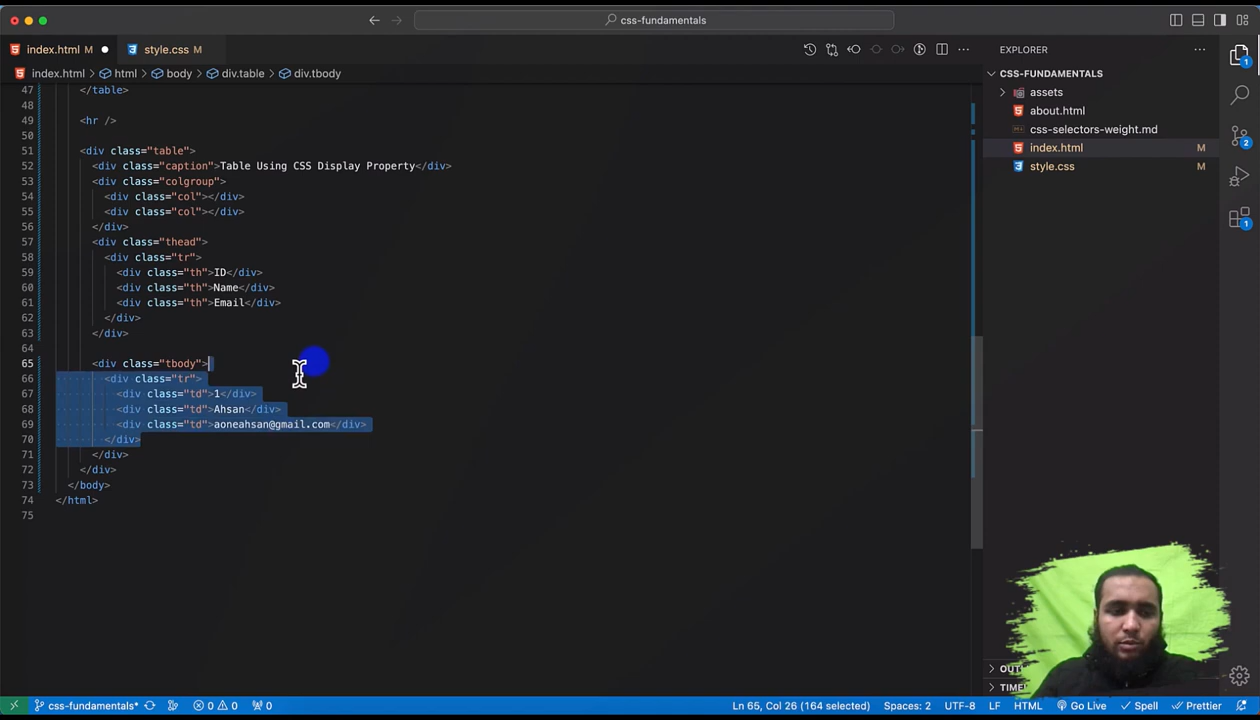 css-fundamentals
index.html M
style.css M
index.html > html > body > div.table > div.tbody
EXPLORER
CSS-FUNDAMENTALS
assets
about.html
css-selectors-weight.md
index.html M
style.css M
47 </table>
48
49 <hr />
50
51 <div class="table">
52 <div class="caption">Table Using CSS Display Property</div>
53 <div class="colgroup">
54 <div class="col"></div>
55 <div class="col"></div>
56 </div>
57 <div class="thead">
58 <div class="tr">
59 <div class="th">ID</div>
60 <div class="th">Name</div>
61 <div class="th">Email</div>
62 </div>
63 </div>
64
65 <div class="tbody">
66 <div class="tr">
67 <div class="td">1</div>
68 <div class="td">Ahsan</div>
69 <div class="td">aoneahsan@gmail.com</div>
70 </div>
71 </div>
72 </div>
73 </body>
74 </html>
75
1
2
1
OUT
TIME
css-fundamentals* 0 0 0 Ln 65, Col 26 (164 selected) Spaces: 2 UTF-8 LF HTML Go Live Spell Prettier